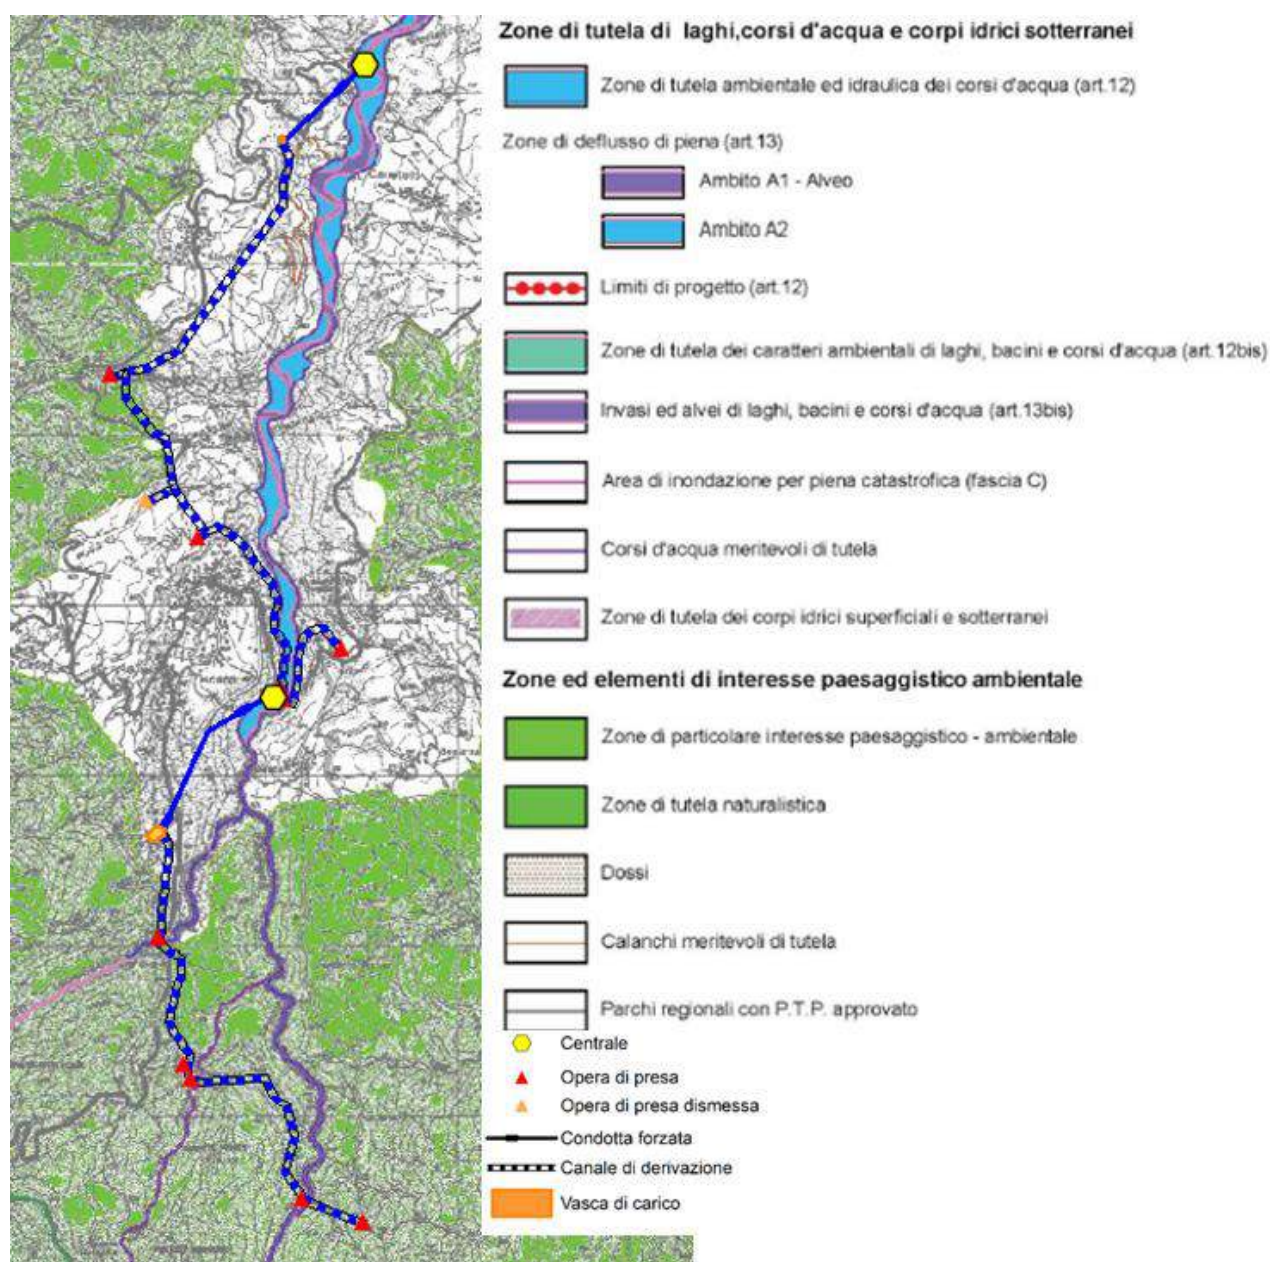 Zone di tutela di laghi,corsi d'acqua e corpi idrici sotterranei
Zone di tutela ambientale ed idraulica dei corsi d'acqua (art.12)
Zone di deflusso di piena (art.13)
Ambito A1 - Alveo
Ambito A2
Limiti di progetto (art.12)
Zone di tutela dei caratteri ambientali di laghi, bacini e corsi d'acqua (art.12bis)
Invasi ed alvei di laghi, bacini e corsi d'acqua (art.13bis)
Area di inondazione per piena catastrofica (fascia C)
Corsi d'acqua meritevoli di tutela
Zone di tutela dei corpi idrici superficiali e sotterranei
Zone ed elementi di interesse paesaggistico ambientale
Zone di particolare interesse paesaggistico - ambientale
Zone di tutela naturalistica
Dossi
Calanchi meritevoli di tutela
Parchi regionali con P.T.P. approvato
Centrale
Opera di presa
Opera di presa dismessa
Condotta forzata
Canale di derivazione
Vasca di carico